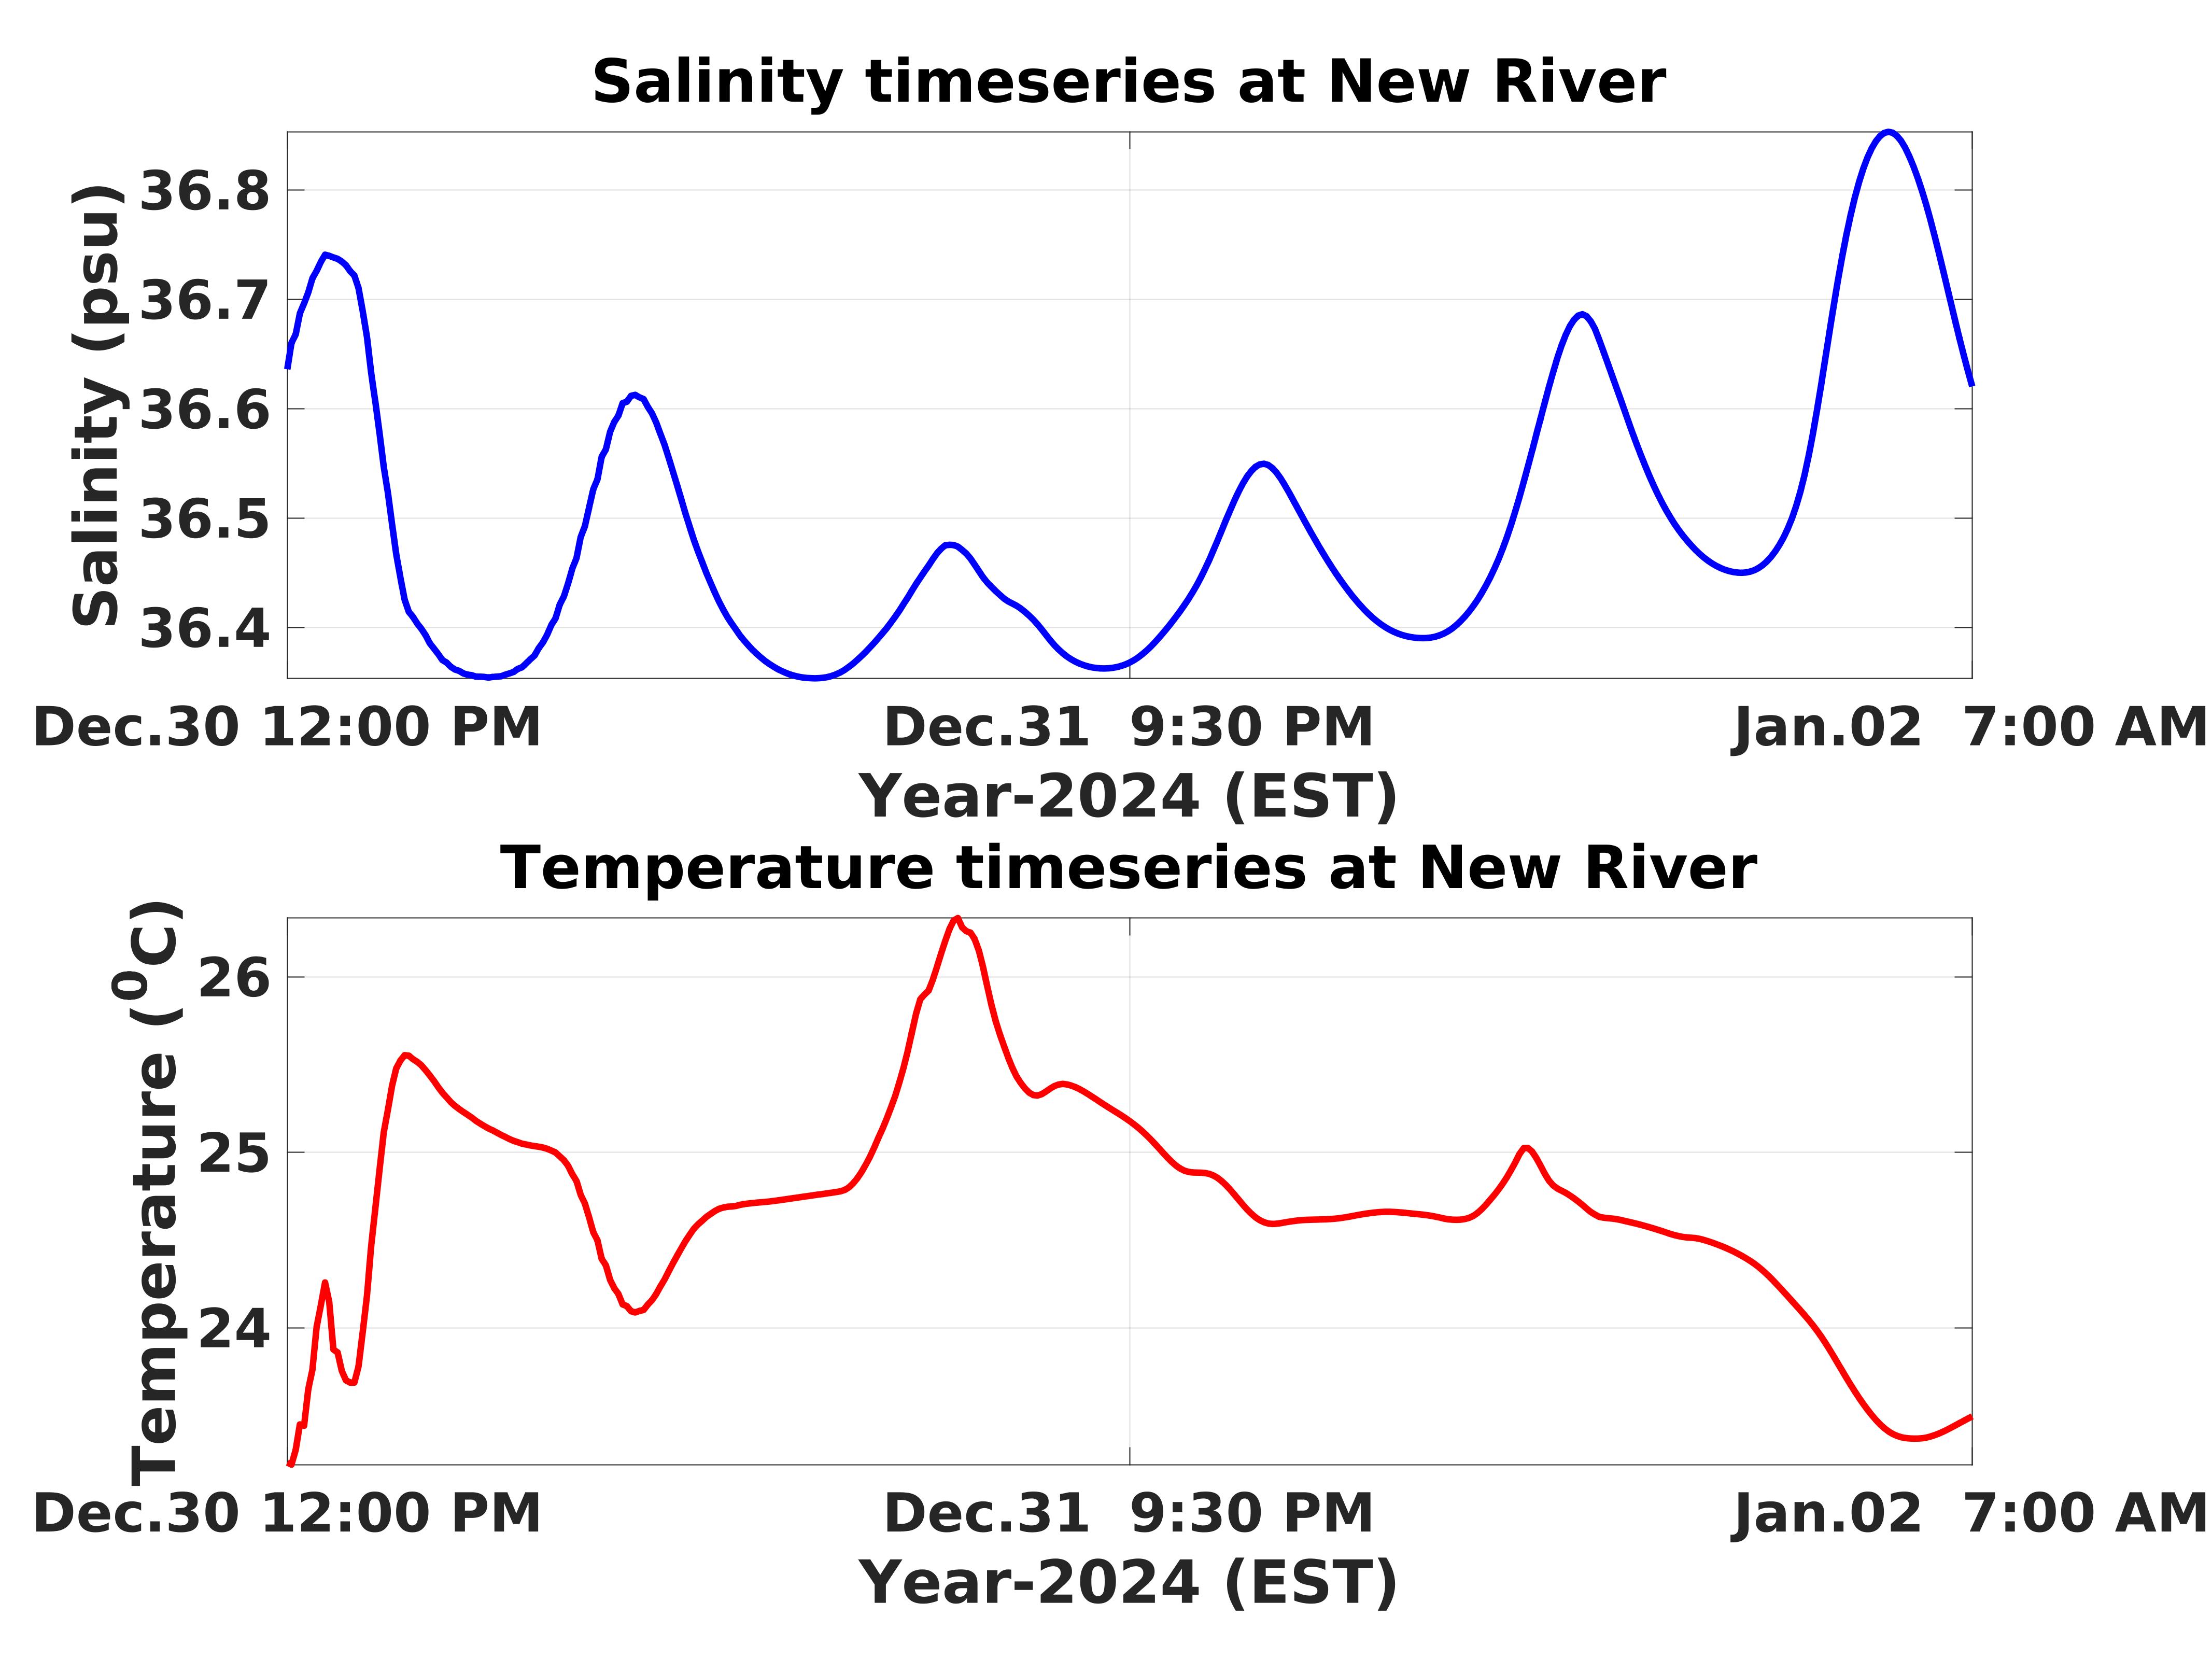 Salinity timeseries at New River
Salinity (psu)
36.8
36.7
36.6
36.5
36.4
Dec.30 12:00 PM Dec.31 9:30 PM Jan.02 7:00 AM
Year-2024 (EST)
Temperature timeseries at New River
Temperature (⁰C)
26
25
24
Dec.30 12:00 PM Dec.31 9:30 PM Jan.02 7:00 AM
Year-2024 (EST)